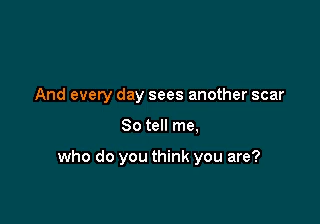 And every day sees another scar
So tell me,
who do you think you are?